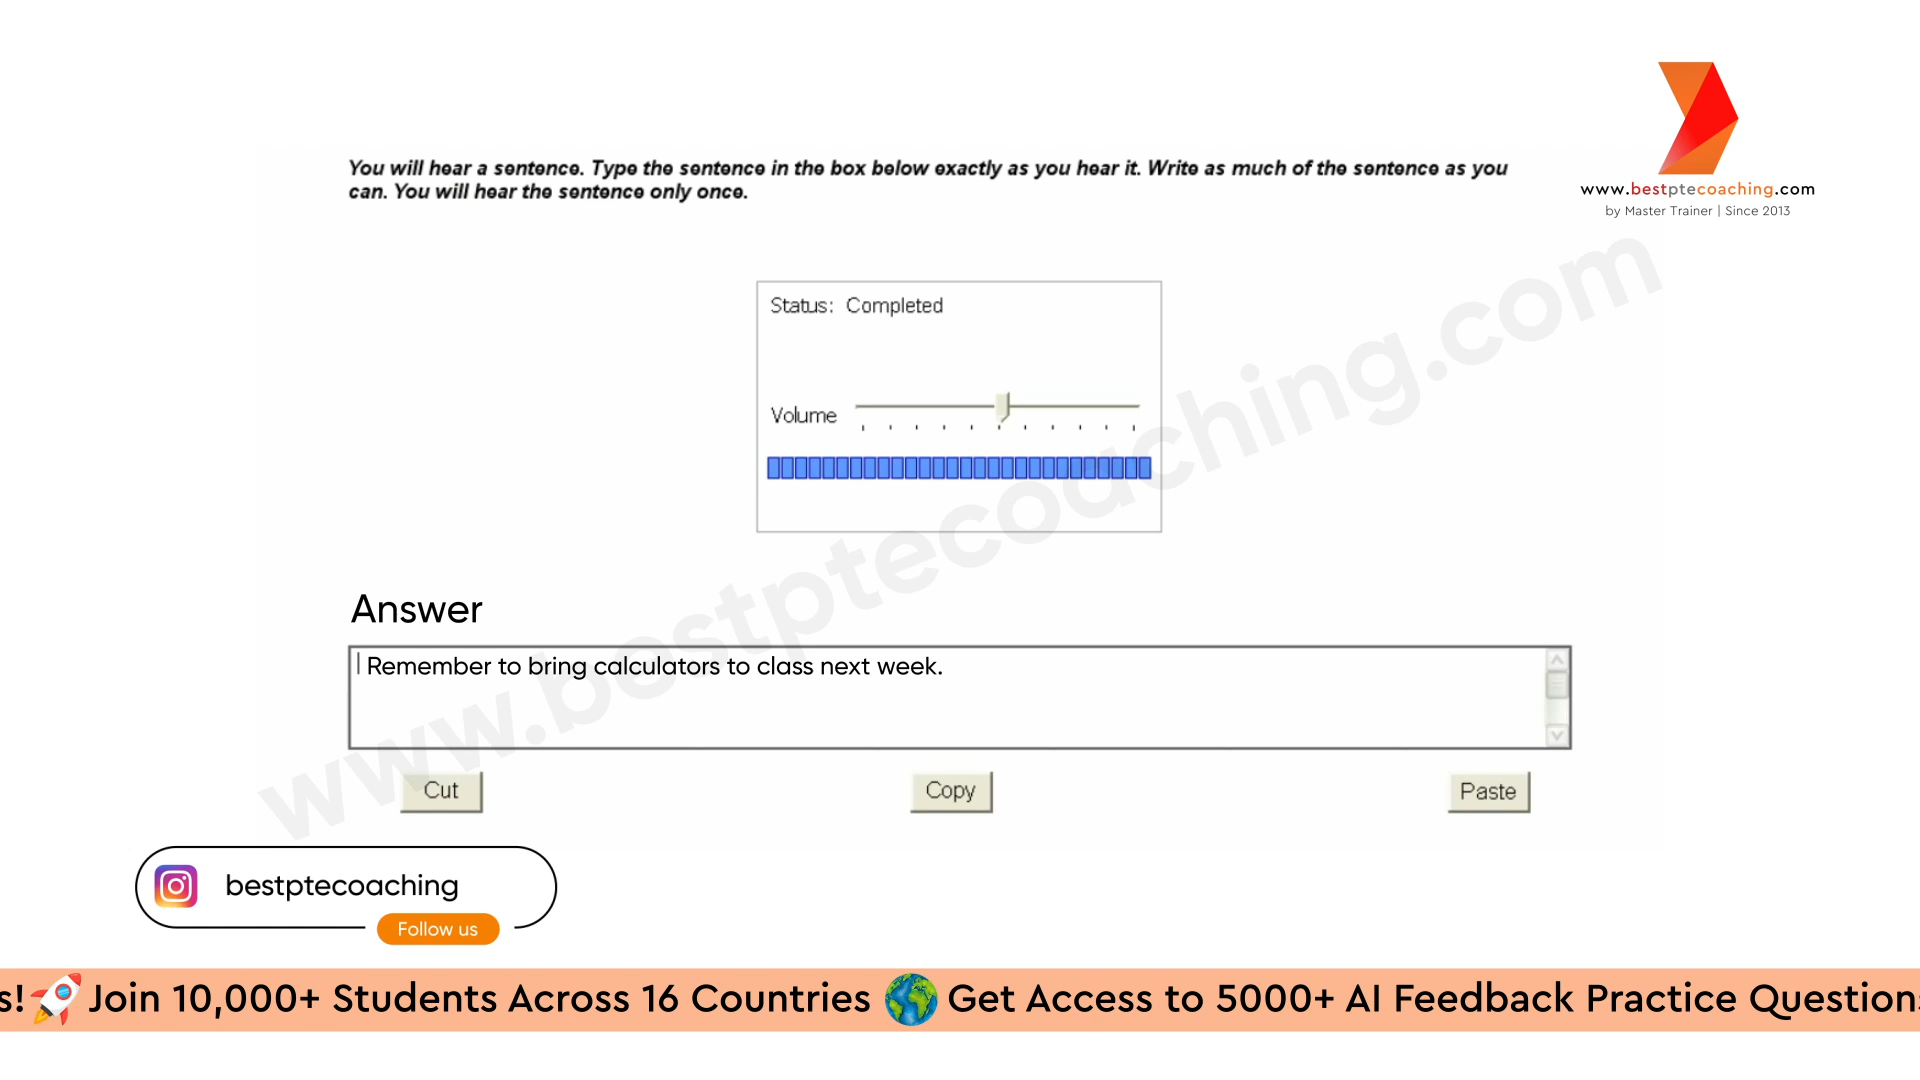 You will hear a sentence. Type the sentence in the box below exactly as you hear it. Write as much of the sentence as you
can. You will hear the sentence only once.
www.bestptecoaching.com
by Master Trainer | Since 2013
Status: Completed
Volume
www.bestptecoaching.com
Answer
Remember to bring calculators to class next week.
Cut
Copy
Paste
bestptecoaching
Follow us
s! 🚀 Join 10,000+ Students Across 16 Countries 🌍 Get Access to 5000+ AI Feedback Practice Questions